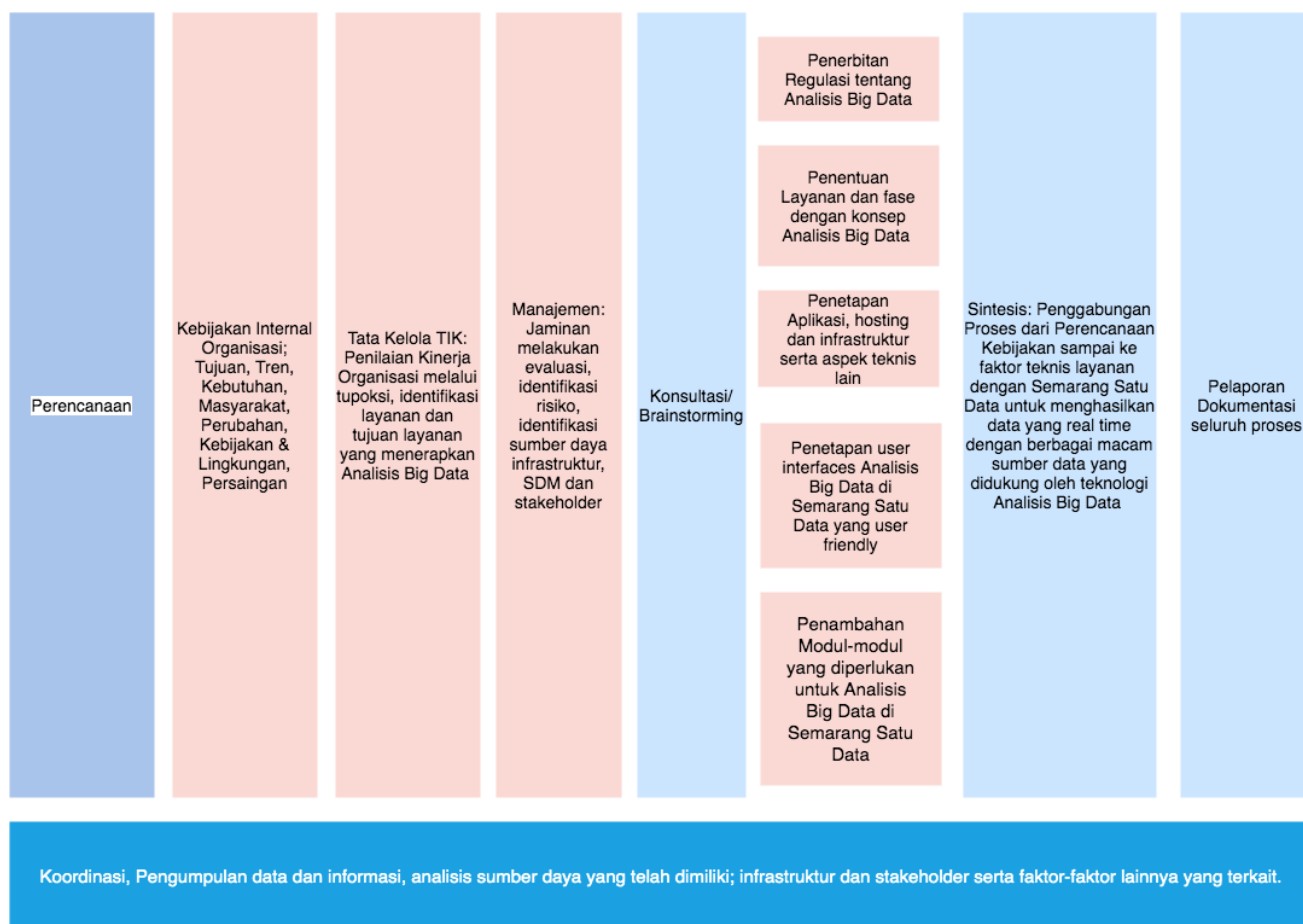 Perencanaan
Kebijakan Internal
Organisasi;
Tujuan, Tren,
Kebutuhan,
Masyarakat,
Perubahan,
Kebijakan &
Lingkungan,
Persaingan
Tata Kelola TIK:
Penilaian Kinerja
Organisasi melalui
tupoksi, identifikasi
layanan dan
tujuan layanan
yang menerapkan
Analisis Big Data
Manajemen:
Jaminan
melakukan
evaluasi,
identifikasi
risiko,
identifikasi
sumber daya
infrastruktur,
SDM dan
stakeholder
Konsultasi/
Brainstorming
Penerbitan
Regulasi tentang
Analisis Big Data
Penentuan
Layanan dan fase
dengan konsep
Analisis Big Data
Penetapan
Aplikasi, hosting
dan infrastruktur
serta aspek teknis
lain
Penetapan user
interfaces Analisis
Big Data di
Semarang Satu
Data yang user
friendly
Penambahan
Modul-modul
yang diperlukan
untuk Analisis
Big Data di
Semarang Satu
Data
Sintesis: Penggabungan
Proses dari Perencanaan
Kebijakan sampai ke
faktor teknis layanan
dengan Semarang Satu
Data untuk menghasilkan
data yang real time
dengan berbagai macam
sumber data yang
didukung oleh teknologi
Analisis Big Data
Pelaporan
Dokumentasi
seluruh proses
Koordinasi, Pengumpulan data dan informasi, analisis sumber daya yang telah dimiliki; infrastruktur dan stakeholder serta faktor-faktor lainnya yang terkait.